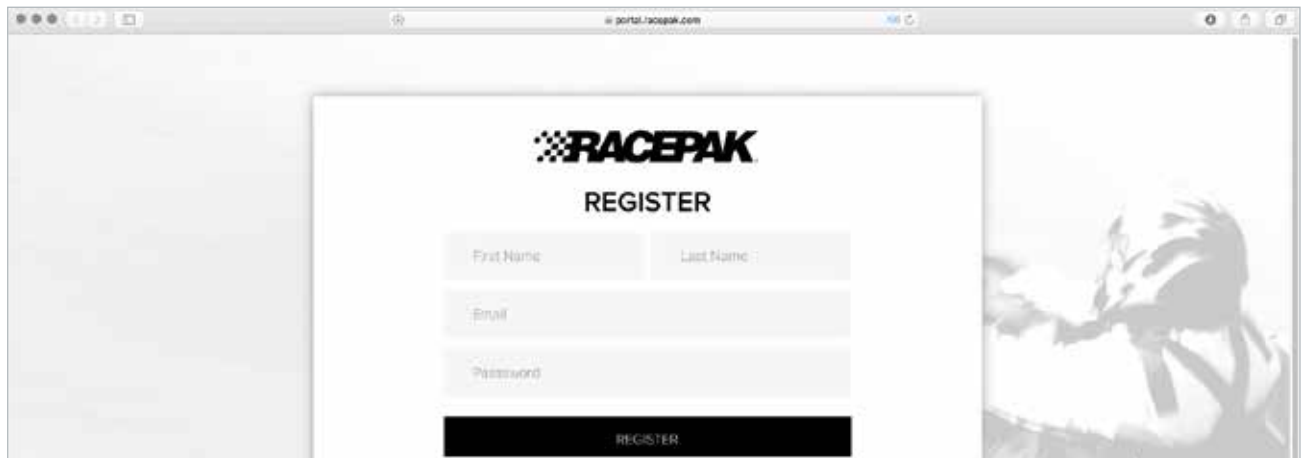 portal.racepak.com
RACEPAK
REGISTER
First Name Last Name
Email
Password
REGISTER